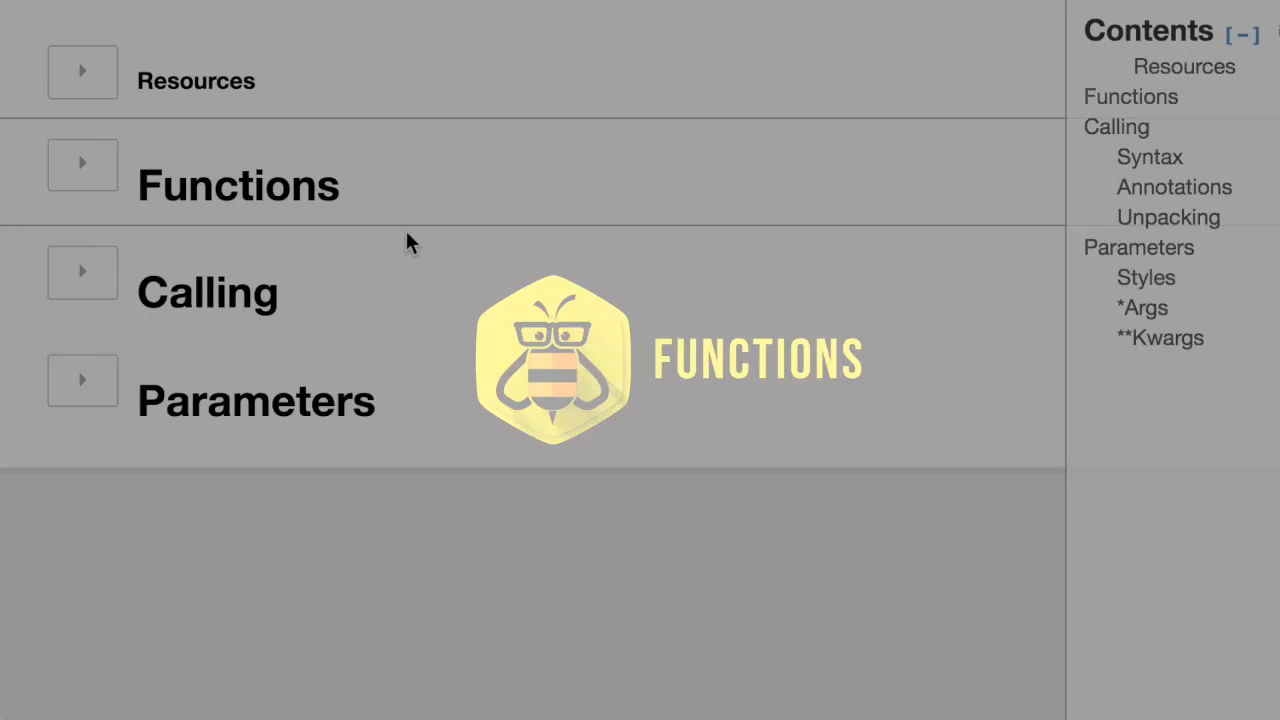 Resources
Functions
Calling
Parameters
FUNCTIONS
Contents [-]
Resources
Functions
Calling
Syntax
Annotations
Unpacking
Parameters
Styles
*Args
**Kwargs